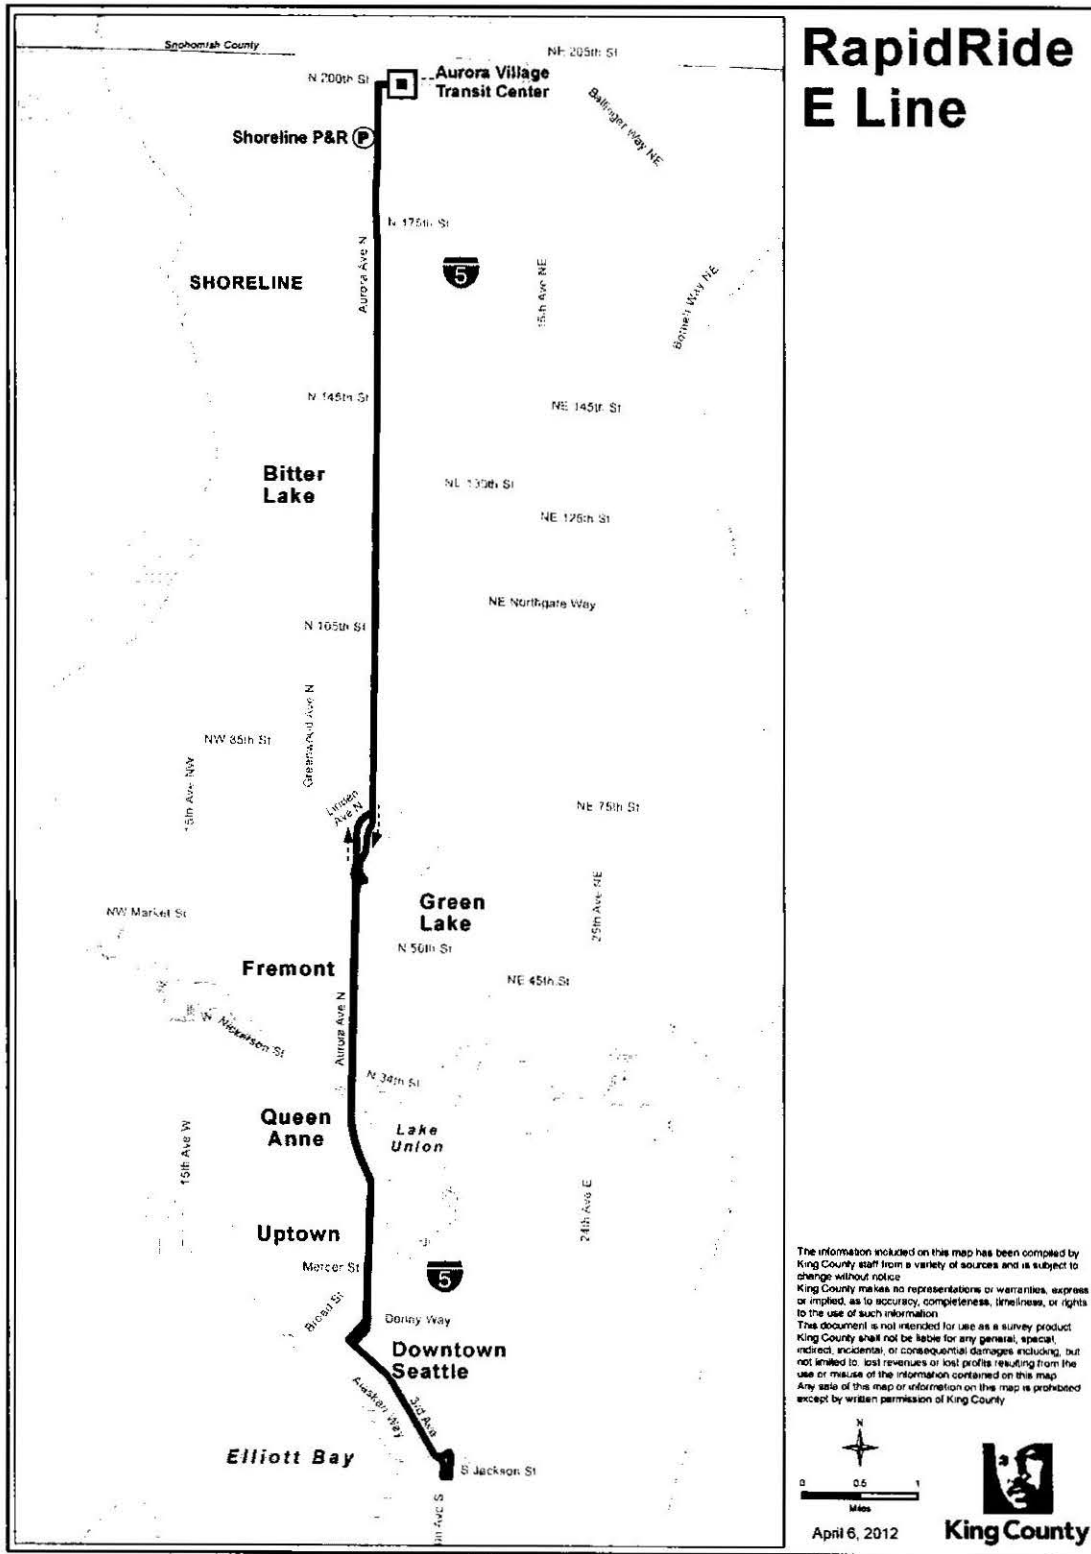 RapidRide
E Line
Snohomish County
NE 205th St
N 200th St
Aurora Village
Transit Center
Ballinger Way NE
Shoreline P&R P
N 175th St
Aurora Ave N
5
SHORELINE
15th Ave NE
Bothell Way NE
N 145th St
NE 145th St
Bitter
Lake
NE 130th St
NE 125th St
NE Northgate Way
N 105th St
Greenwood Ave N
NW 85th St
15th Ave NW
Linden
Ave N
NE 75th St
Green
Lake
25th Ave NE
NW Market St
N 50th St
Fremont
NE 45th St
W Nickerson St
Aurora Ave N
N 34th St
Queen
Anne
Lake
Union
15th Ave W
24th Ave E
Uptown
Mercer St
5
Broad St
Denny Way
Downtown
Seattle
Alaskan Way
3rd Ave
Elliott Bay
S Jackson St
Ave S
The information included on this map has been compiled by
King County staff from a variety of sources and is subject to
change without notice
King County makes no representations or warranties, express
or implied, as to accuracy, completeness, timeliness, or rights
to the use of such information
This document is not intended for use as a survey product
King County shall not be liable for any general, special,
indirect, incidental, or consequential damages including, but
not limited to, lost revenues or lost profits resulting from the
use or misuse of the information contained on this map
Any sale of this map or information on this map is prohibited
except by written permission of King County
N
0 0.5 1
Miles
April 6, 2012
King County